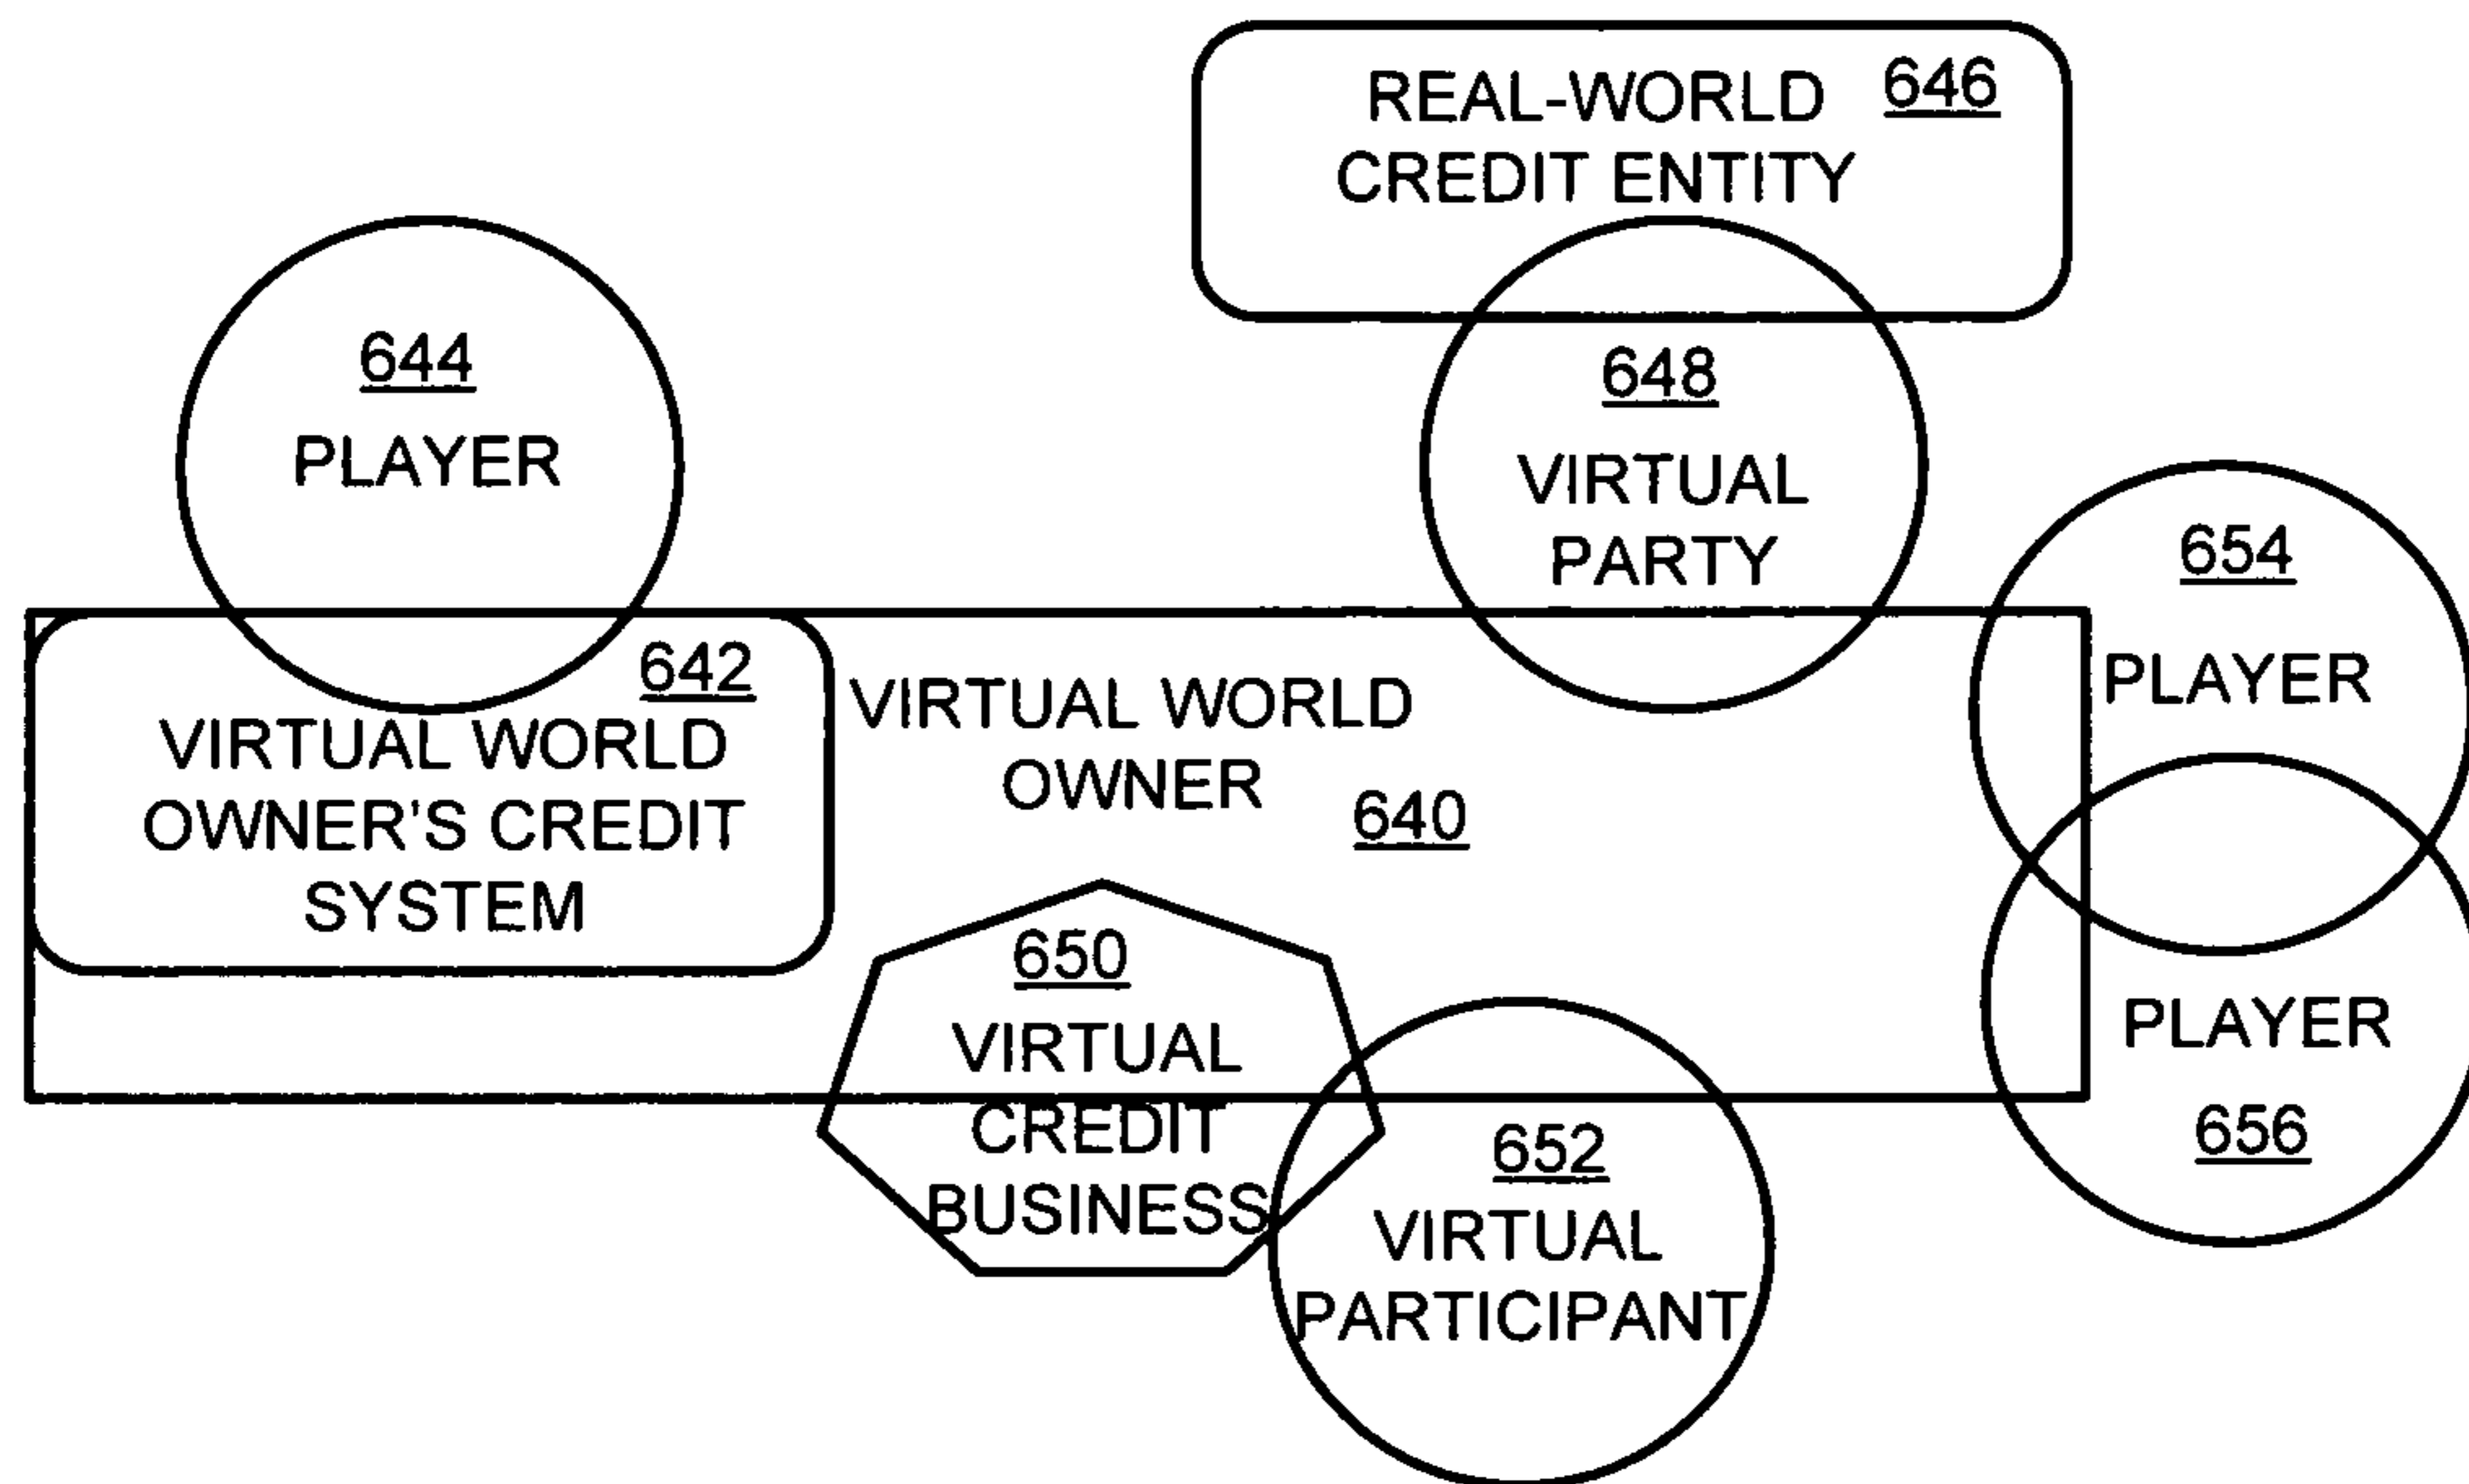 REAL-WORLD 646
CREDIT ENTITY
644
PLAYER
648
VIRTUAL
PARTY
654
PLAYER
642
VIRTUAL WORLD
OWNER'S CREDIT
SYSTEM
VIRTUAL WORLD
OWNER
640
650
VIRTUAL
CREDIT
BUSINESS
652
VIRTUAL
PARTICIPANT
PLAYER
656